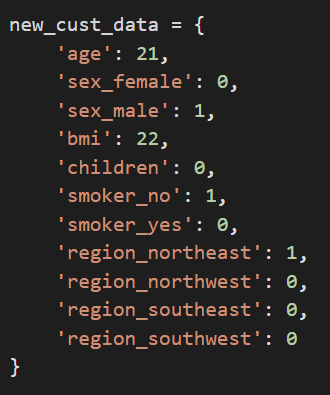 new_cust_data = {
    'age': 21,
    'sex_female': 0,
    'sex_male': 1,
    'bmi': 22,
    'children': 0,
    'smoker_no': 1,
    'smoker_yes': 0,
    'region_northeast': 1,
    'region_northwest': 0,
    'region_southeast': 0,
    'region_southwest': 0
}